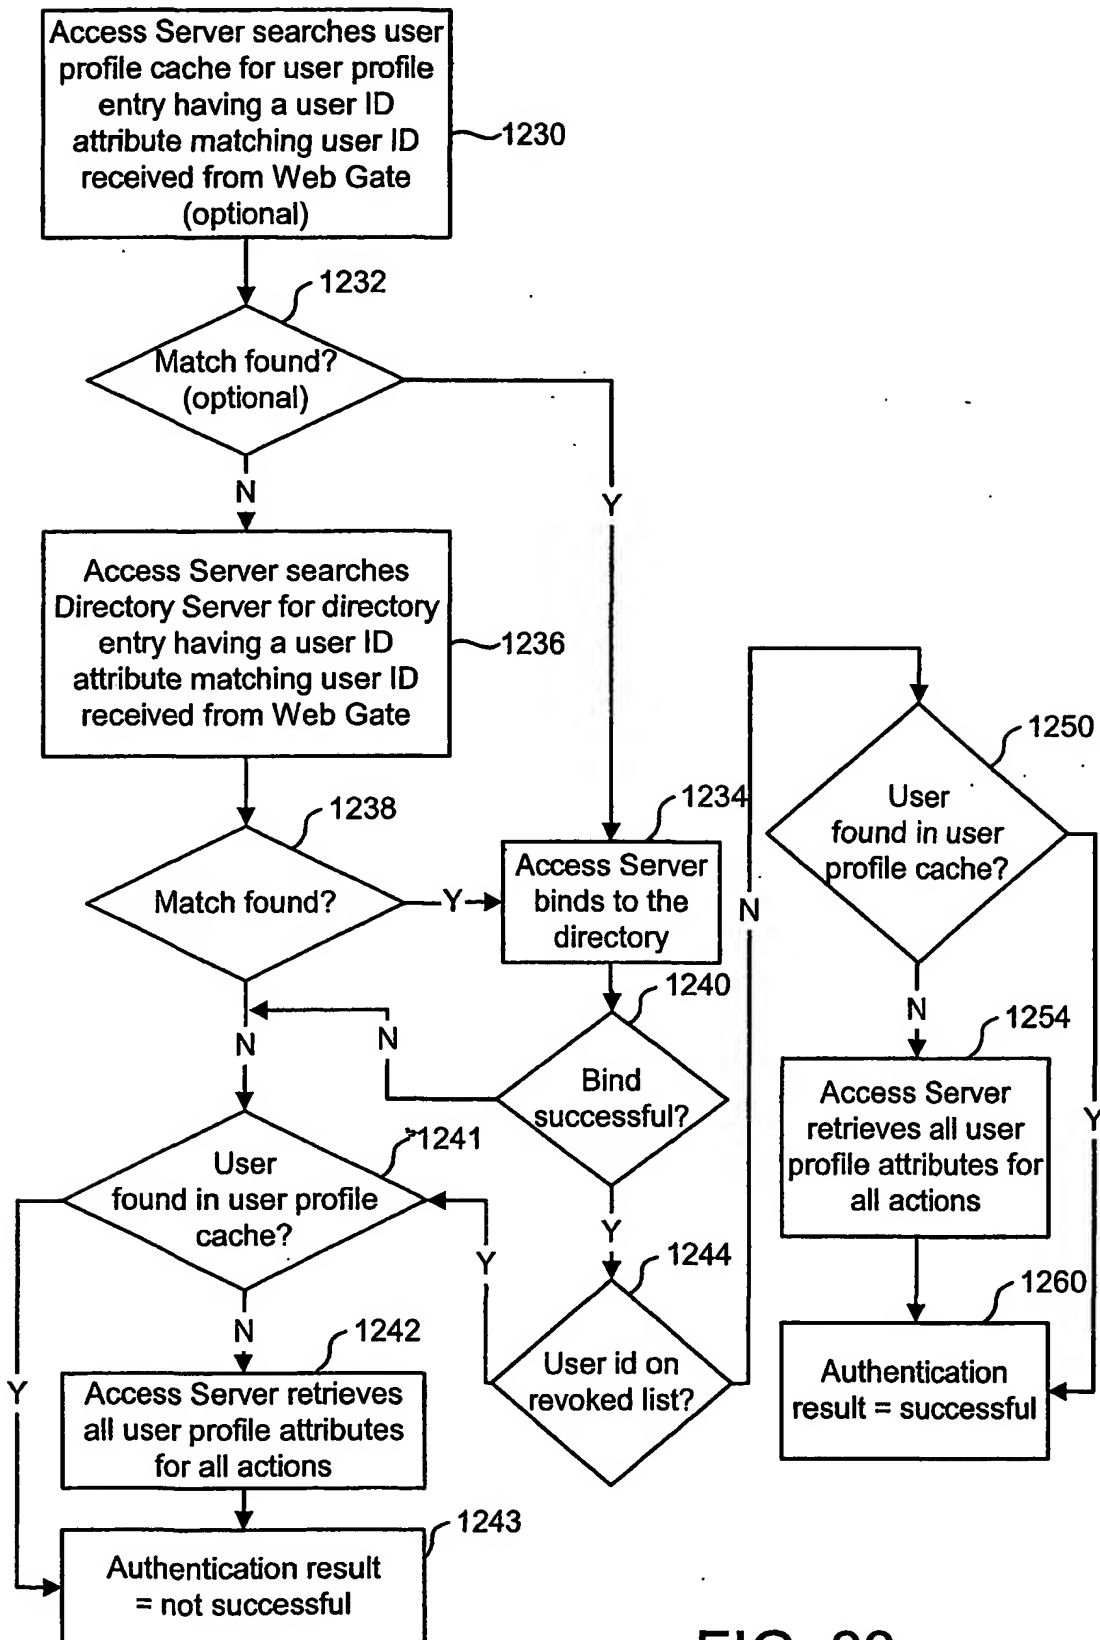 Access Server searches user
profile cache for user profile
entry having a user ID
attribute matching user ID
received from Web Gate
(optional)
1230
1232
Match found?
(optional)
N
Y
Access Server searches
Directory Server for directory
entry having a user ID
attribute matching user ID
received from Web Gate
1236
1238
Match found?
Y
N
1234
Access Server
binds to the
directory
1240
Bind
successful?
N
Y
1241
User
found in user profile
cache?
Y
N
1242
Access Server retrieves
all user profile attributes
for all actions
1243
Authentication result
= not successful
1244
User id on
revoked list?
Y
N
1250
User
found in user
profile cache?
N
Y
1254
Access Server
retrieves all user
profile attributes for
all actions
1260
Authentication
result = successful